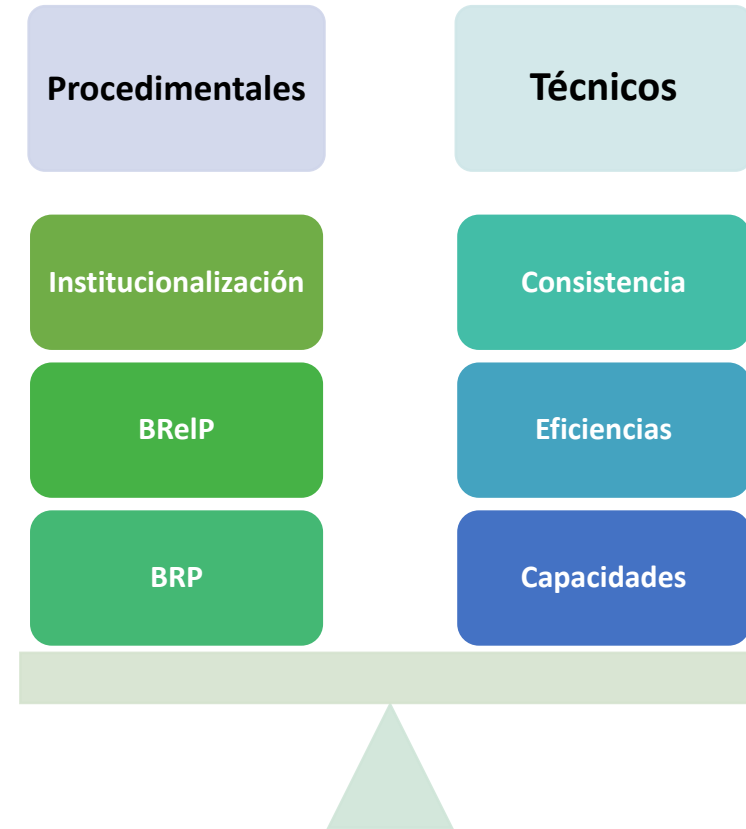 Procedimentales
Técnicos
Institucionalización
Consistencia
BRelP
Eficiencias
BRP
Capacidades